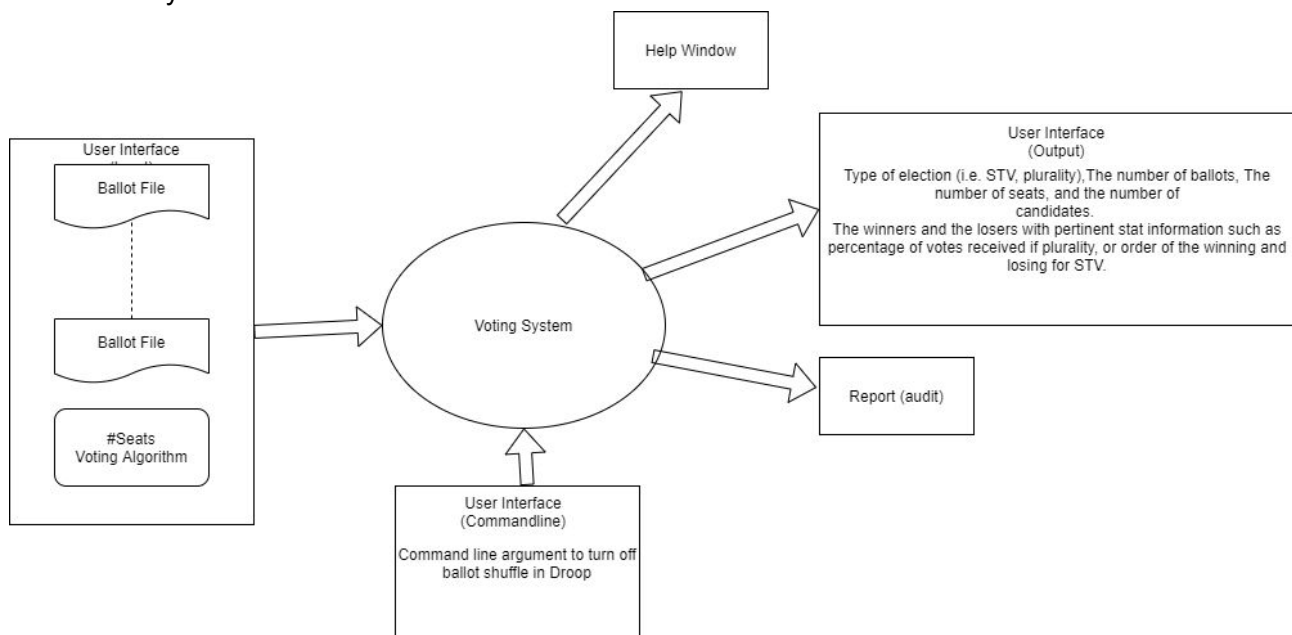 Help Window
User Interface
Ballot File
Ballot File
#Seats
Voting Algorithm
Voting System
User Interface
(Output)
Type of election (i.e. STV, plurality),The number of ballots, The
number of seats, and the number of
candidates.
The winners and the losers with pertinent stat information such as
percentage of votes received if plurality, or order of the winning and
losing for STV.
Report (audit)
User Interface
(Commandline)
Command line argument to turn off
ballot shuffle in Droop